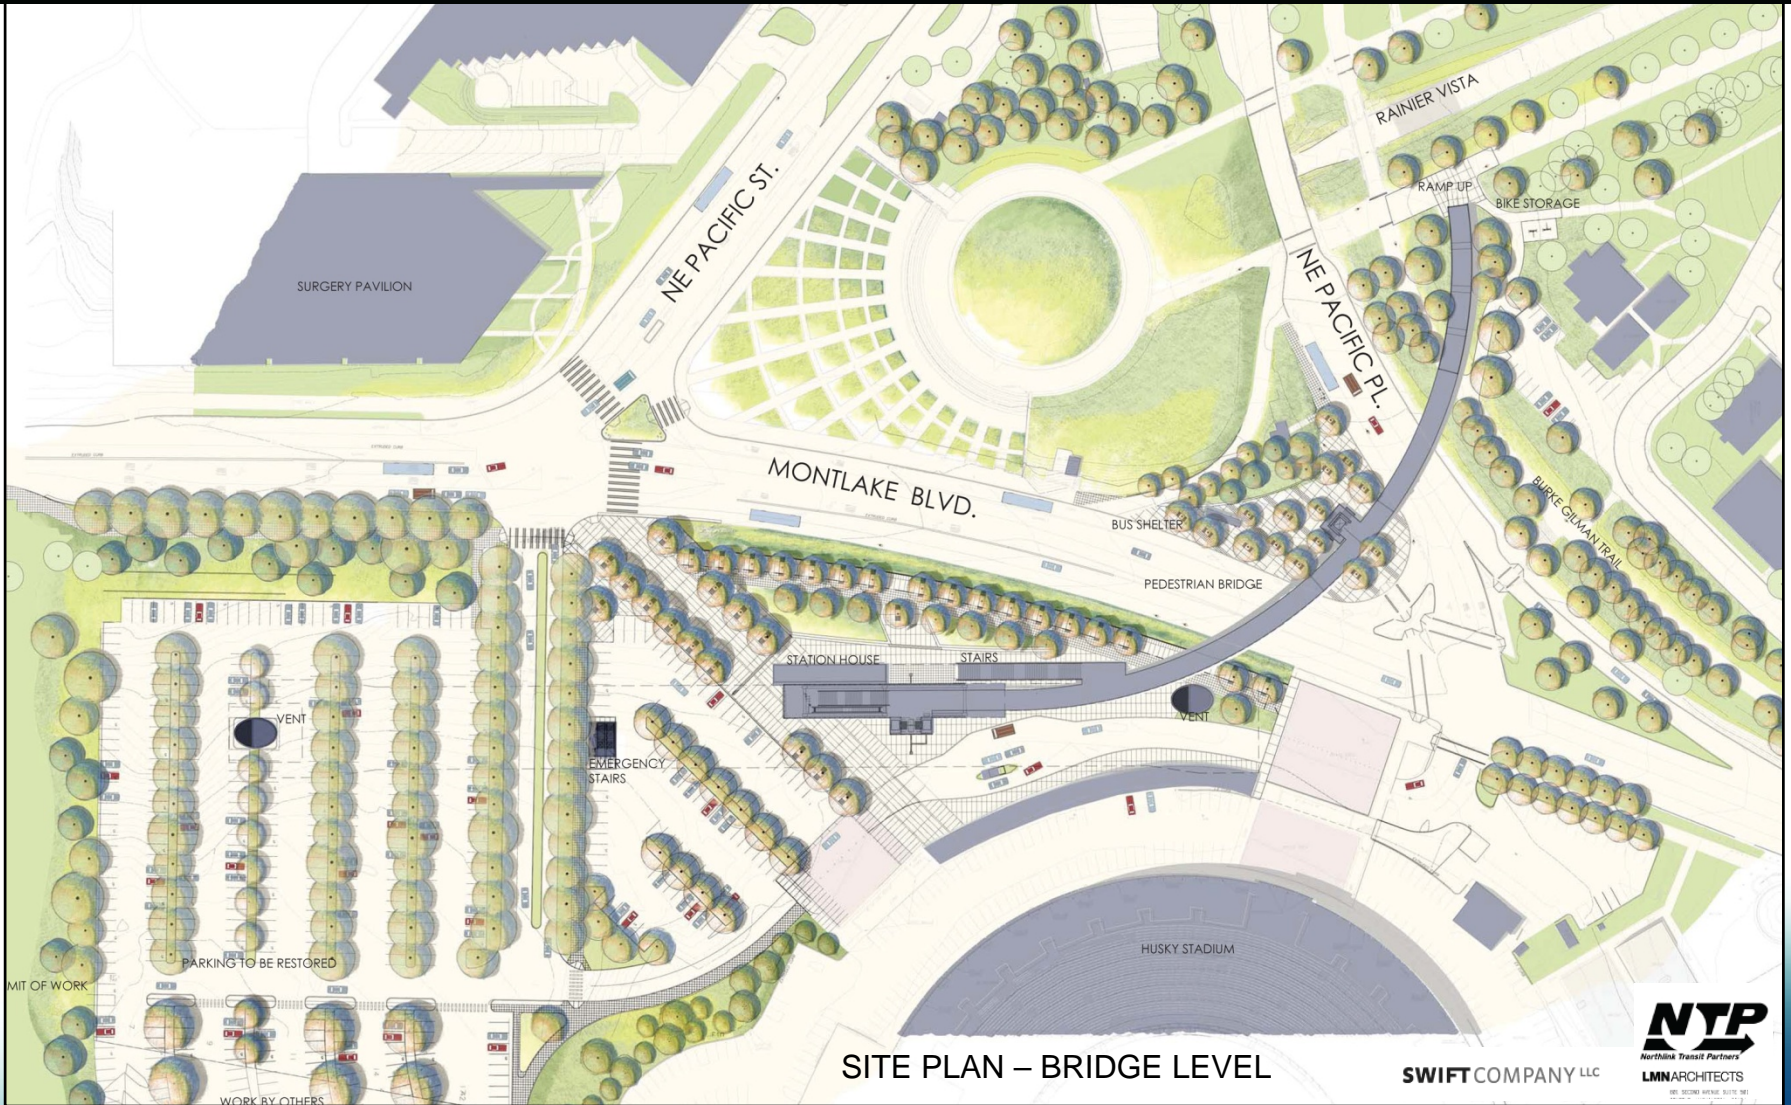 RAINIER VISTA
RAMP UP
BIKE STORAGE
NE PACIFIC ST.
SURGERY PAVILION
NE PACIFIC PL.
MONTLAKE BLVD.
BUS SHELTER
BURKE GILMAN TRAIL
PEDESTRIAN BRIDGE
STATION HOUSE
STAIRS
VENT
VENT
EMERGENCY
STAIRS
HUSKY STADIUM
PARKING TO BE RESTORED
MIT OF WORK
WORK BY OTHERS
SITE PLAN – BRIDGE LEVEL
SWIFT COMPANY LLC
NTP
Northlink Transit Partners
LMN ARCHITECTS